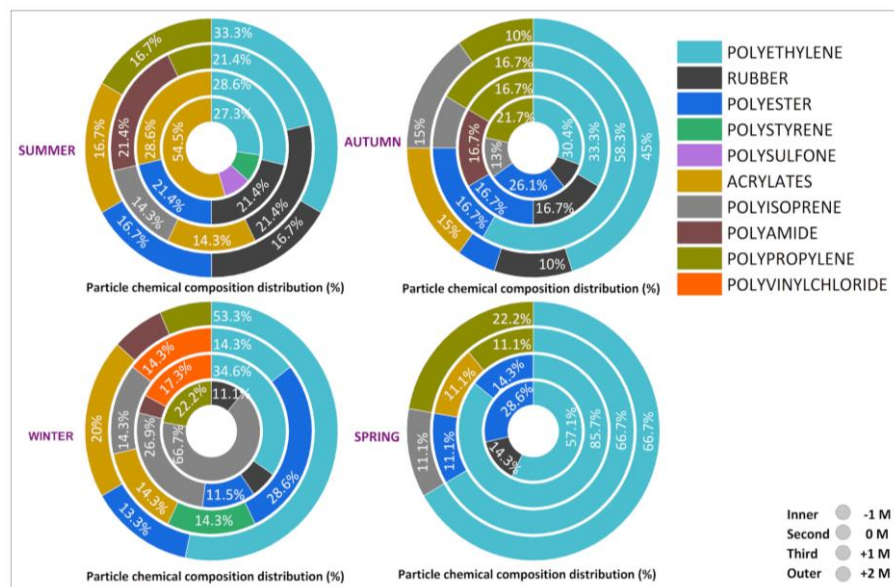 SUMMER
33.3%
21.4%
28.6%
27.3%
16.7%
16.7%
21.4%
28.6%
54.5%
21.4%
14.3%
16.7%
14.3%
21.4%
21.4%
16.7%
Particle chemical composition distribution (%)
AUTUMN
10%
16.7%
16.7%
21.7%
15%
16.7%
13%
30.4%
33.3%
58.3%
45%
26.1%
16.7%
16.7%
16.7%
15%
10%
Particle chemical composition distribution (%)
POLYETHYLENE
RUBBER
POLYESTER
POLYSTYRENE
POLYSULFONE
ACRYLATES
POLYISOPRENE
POLYAMIDE
POLYPROPYLENE
POLYVINYLCHLORIDE
WINTER
53.3%
14.3%
34.6%
11.1%
14.3%
17.3%
22.2%
20%
14.3%
26.9%
66.7%
11.5%
28.6%
14.3%
14.3%
13.3%
Particle chemical composition distribution (%)
SPRING
22.2%
11.1%
14.3%
28.6%
11.1%
11.1%
11.1%
14.3%
57.1%
85.7%
66.7%
66.7%
Particle chemical composition distribution (%)
Inner -1 M
Second 0 M
Third +1 M
Outer +2 M